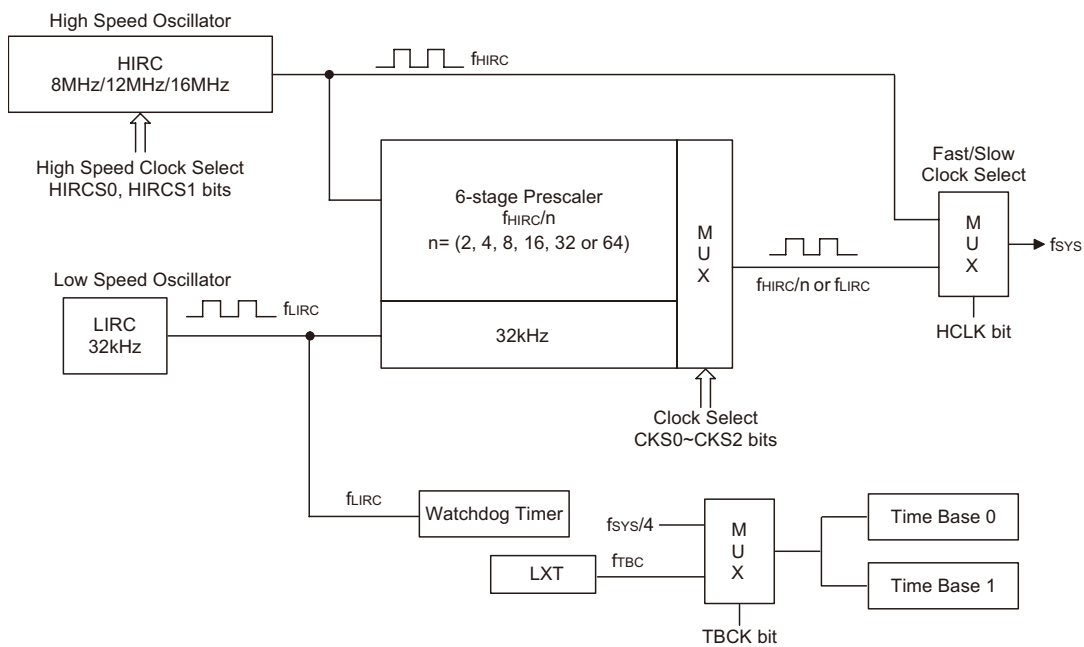 High Speed Oscillator
HIRC
8MHz/12MHz/16MHz
fHIRC
High Speed Clock Select
HIRCS0, HIRCS1 bits
6-stage Prescaler
fHIRC/n
n= (2, 4, 8, 16, 32 or 64)
M
U
X
Fast/Slow
Clock Select
M
U
X
fSYS
HCLK bit
fHIRC/n or fLIRC
Low Speed Oscillator
LIRC
32kHz
fLIRC
32kHz
Clock Select
CKS0~CKS2 bits
fLIRC
Watchdog Timer
fSYS/4
LXT
fTBC
M
U
X
TBCK bit
Time Base 0
Time Base 1